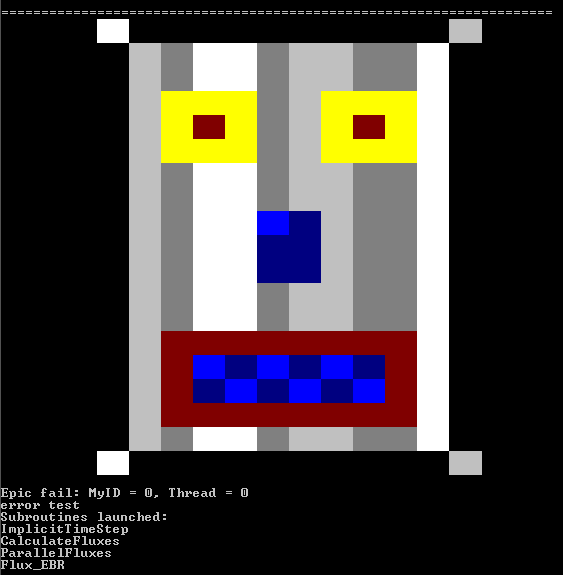 =====================================================================
Epic fail: MyID = 0, Thread = 0
error test
Subroutines launched:
ImplicitTimeStep
CalculateFluxes
ParallelFluxes
Flux_EBR